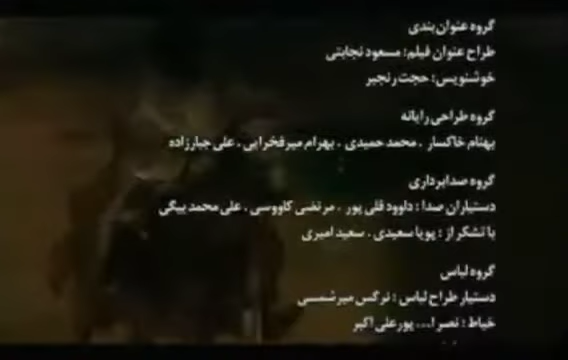 گروه عنوان بندی
طراح عنوان فیلم: مسعود نجابتی
خوشنویس: حجت رنجبر
گروه طراحی رایانه
بهنام خاکسار . محمد حمیدی . بهرام میرفخرایی . علی جبارزاده
گروه صدابرداری
دستیاران صدا : داوود قلی پور . مرتضی کاووسی . علی محمد بیگی
با تشکر از : پویا سعیدی . سعید امیری
گروه لباس
دستیار طراح لباس : نرگس میرشمسی
خیاط : نصرا... پورعلی اکبر